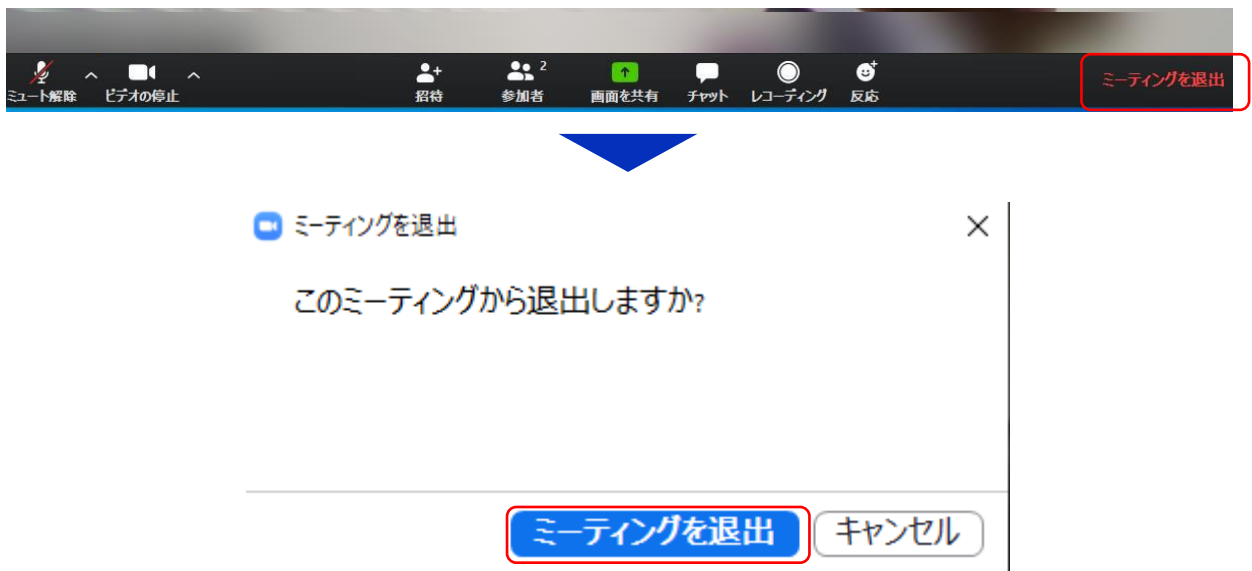 ミュート解除 ビデオの停止 招待 参加者 2 画面を共有 チャット レコーディング 反応 ミーティングを退出
ミーティングを退出
このミーティングから退出しますか?
ミーティングを退出 キャンセル